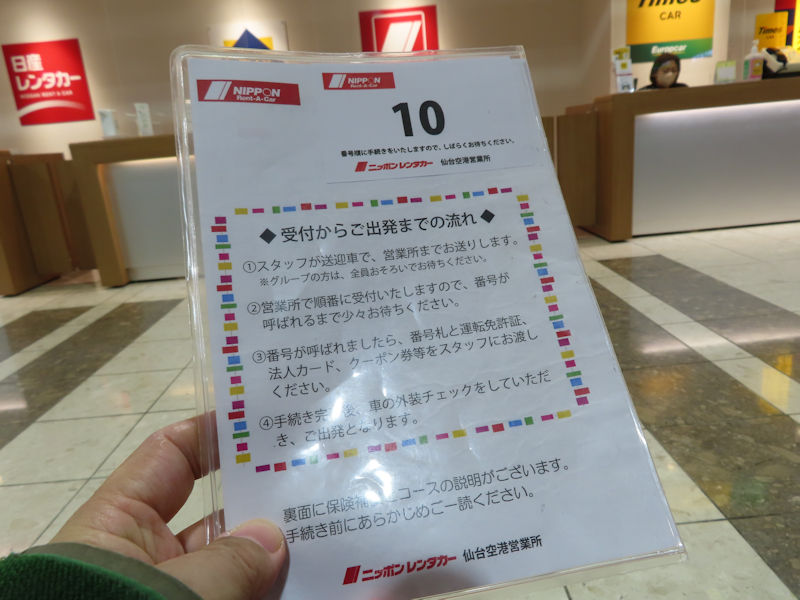 日産
レンタカー
NISSAN RENT A CAR
Times
CAR
Europcar
Times
CAR
NIPPON
Rent-A-Car
NIPPON
Rent-A-Car
10
番号順に手続きをいたしますので、しばらくお待ちください。
ニッポンレンタカー 仙台空港営業所
◆ 受付からご出発までの流れ ◆
①スタッフが送迎車で、営業所までお送りします。
※グループの方は、全員おそろいでお待ちください。
②営業所で順番に受付いたしますので、番号が
呼ばれるまで少々お待ちください。
③番号が呼ばれましたら、番号札と運転免許証、
法人カード、クーポン券等をスタッフにお渡し
ください。
④手続き完了後、車の外装チェックをしていただ
き、ご出発となります。
裏面に保険補コースの説明がございます。
手続き前にあらかじめご一読ください。
ニッポンレンタカー 仙台空港営業所